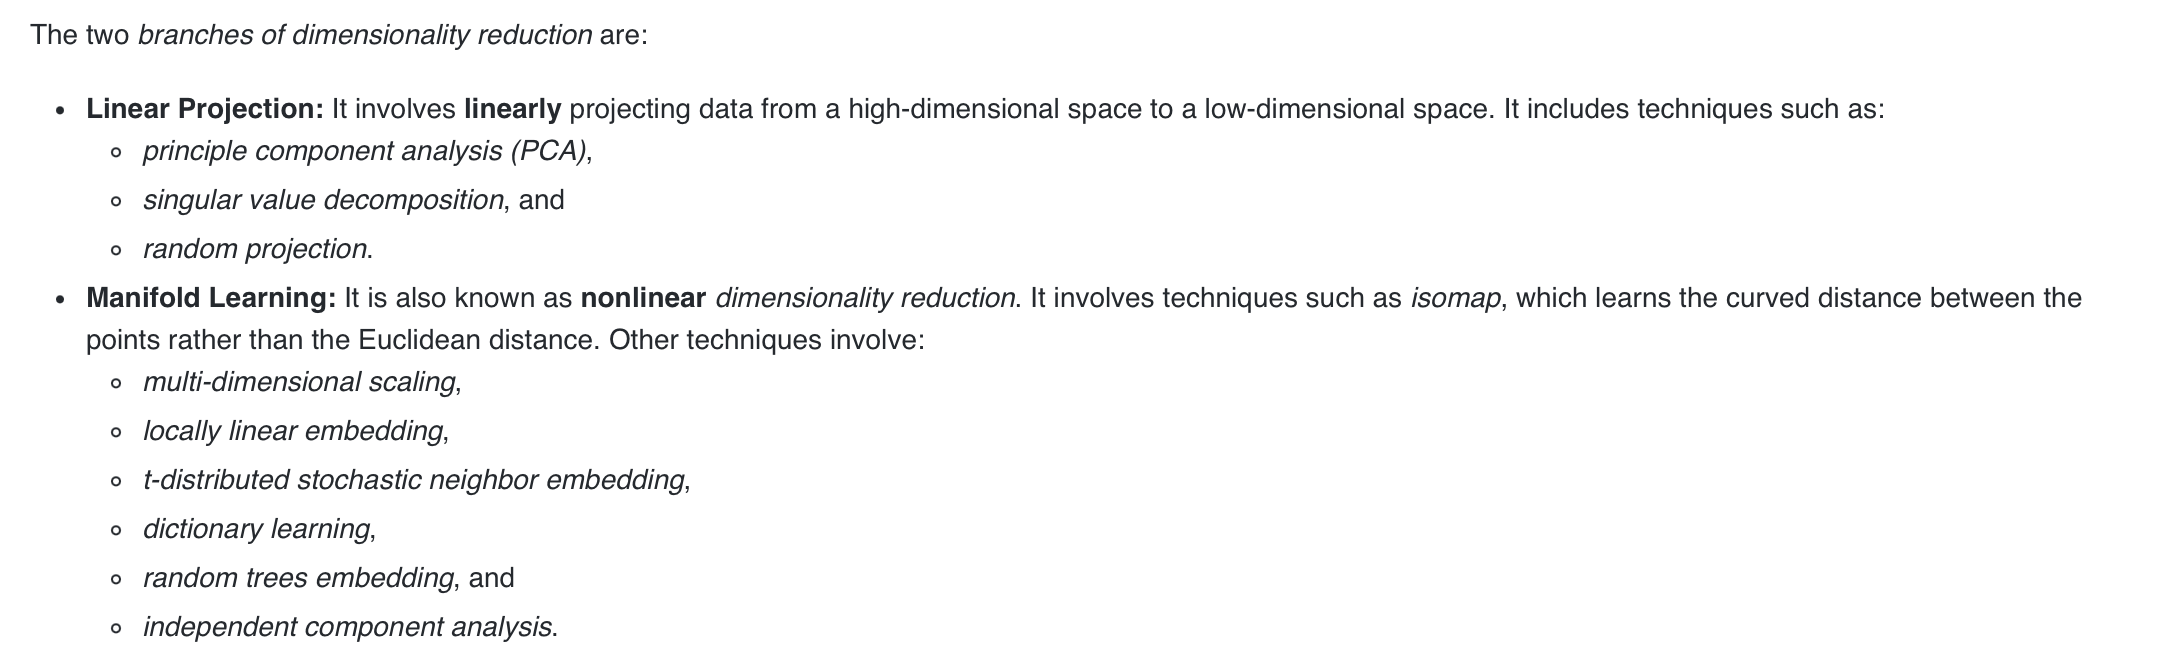 The two branches of dimensionality reduction are:
Linear Projection: It involves linearly projecting data from a high-dimensional space to a low-dimensional space. It includes techniques such as:
principle component analysis (PCA),
singular value decomposition, and
random projection.
Manifold Learning: It is also known as nonlinear dimensionality reduction. It involves techniques such as isomap, which learns the curved distance between the
points rather than the Euclidean distance. Other techniques involve:
multi-dimensional scaling,
locally linear embedding,
t-distributed stochastic neighbor embedding,
dictionary learning,
random trees embedding, and
independent component analysis.